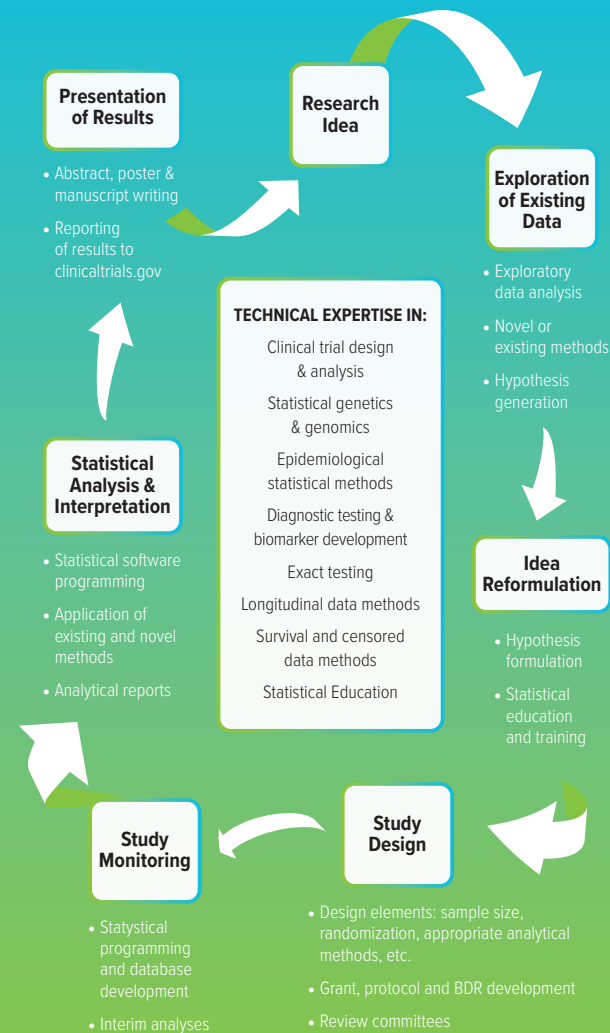 Presentation
of Results
• Abstract, poster &
manuscript writing
• Reporting
of results to
clinicaltrials.gov
Research
Idea
Exploration
of Existing
Data
• Exploratory
data analysis
• Novel or
existing methods
• Hypothesis
generation
TECHNICAL EXPERTISE IN:
Clinical trial design
& analysis
Statistical genetics
& genomics
Epidemiological
statistical methods
Diagnostic testing &
biomarker development
Exact testing
Longitudinal data methods
Survival and censored
data methods
Statistical Education
Statistical
Analysis &
Interpretation
• Statistical software
programming
• Application of
existing and novel
methods
• Analytical reports
Idea
Reformulation
• Hypothesis
formulation
• Statistical
education
and training
Study
Monitoring
• Statystical
programming
and database
development
• Interim analyses
Study
Design
• Design elements: sample size,
randomization, appropriate analytical
methods, etc.
• Grant, protocol and BDR development
• Review committees